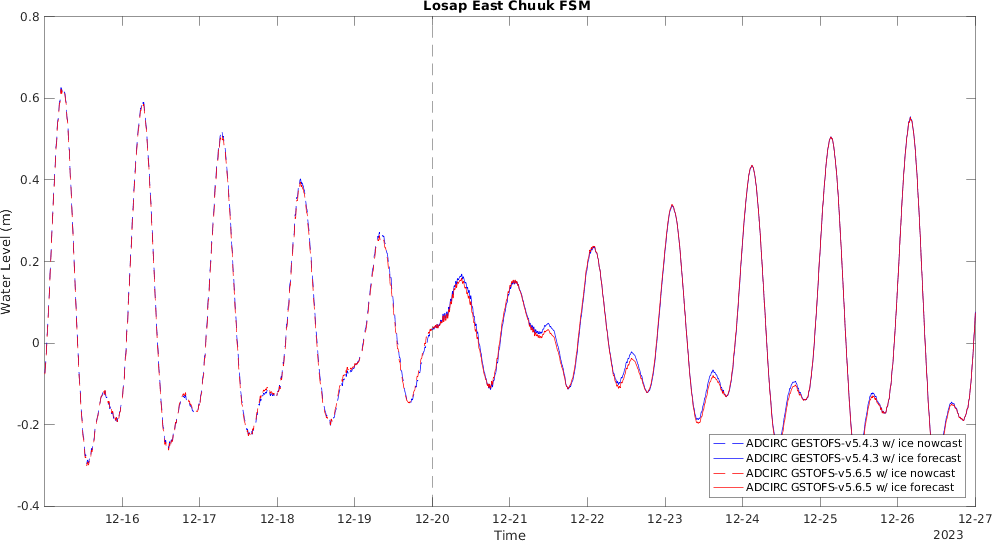 Losap East Chuuk FSM
0.8
0.6
0.4
0.2
0
-0.2
-0.4
Water Level (m)
ADCIRC GESTOFS-v5.4.3 w/ ice nowcast
ADCIRC GESTOFS-v5.4.3 w/ ice forecast
ADCIRC GSTOFS-v5.6.5 w/ ice nowcast
ADCIRC GSTOFS-v5.6.5 w/ ice forecast
12-16 12-17 12-18 12-19 12-20 12-21 12-22 12-23 12-24 12-25 12-26 12-27
Time
2023